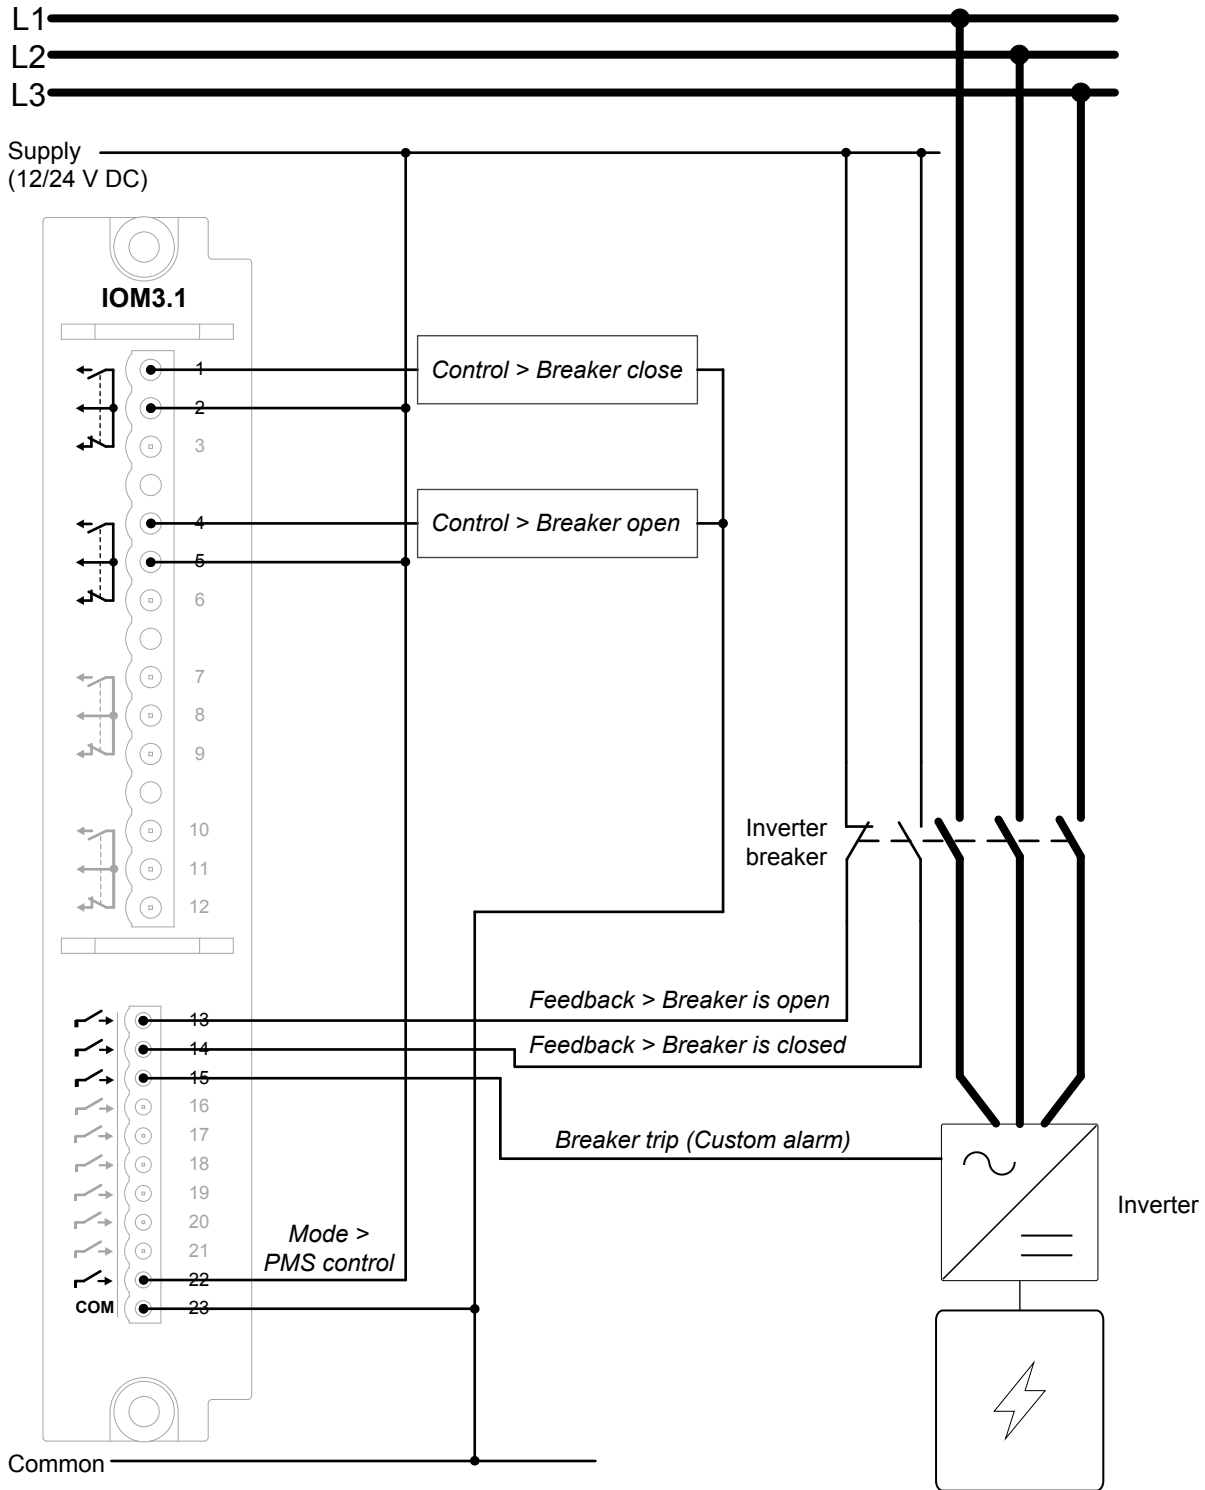 L1
L2
L3
Supply
(12/24 V DC)
IOM3.1
1
Control > Breaker close
2
3
4
Control > Breaker open
5
6
7
8
9
10
Inverter
breaker
11
12
Feedback > Breaker is open
13
Feedback > Breaker is closed
14
15
16
Breaker trip (Custom alarm)
17
18
19
Inverter
20
Mode >
PMS control
21
22
COM
23
Common